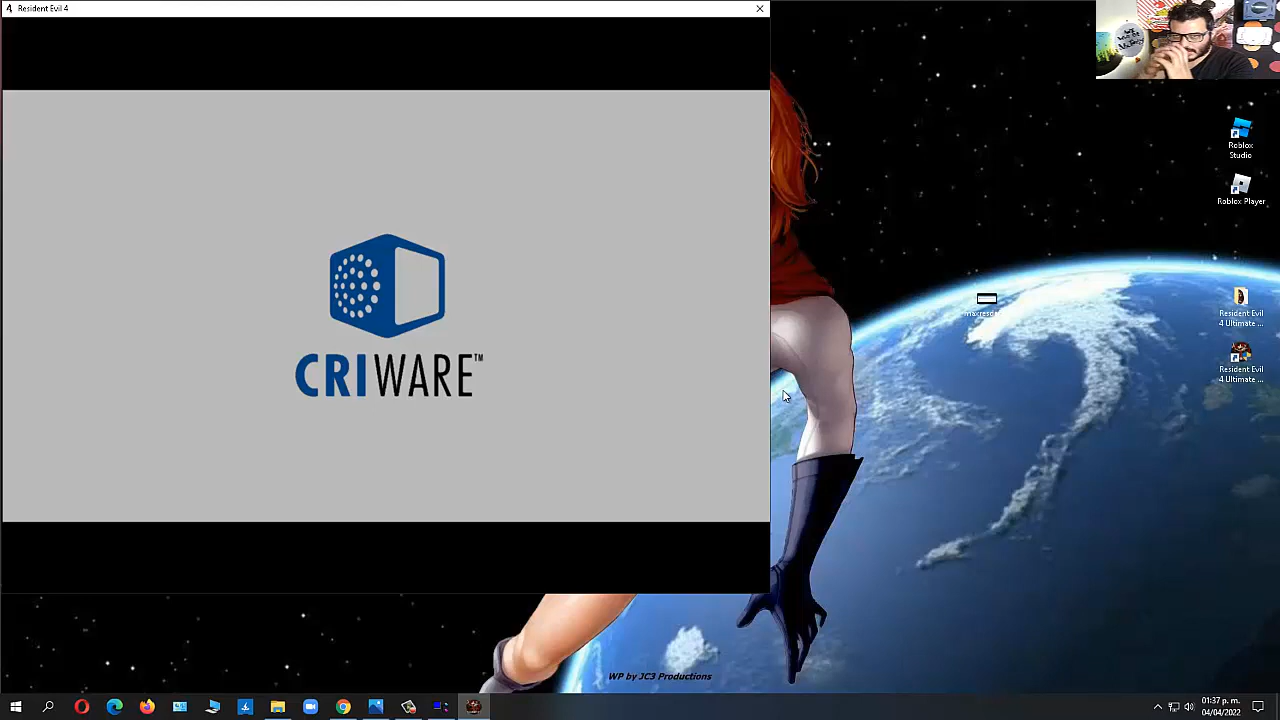 Resident Evil 4
CRIWARE™
Roblox
Studio
Roblox Player
Resident Evil
4 Ultimate ...
Resident Evil
4 Ultimate ...
WP by JC3 Productions
01:37 p. m.
04/04/2022